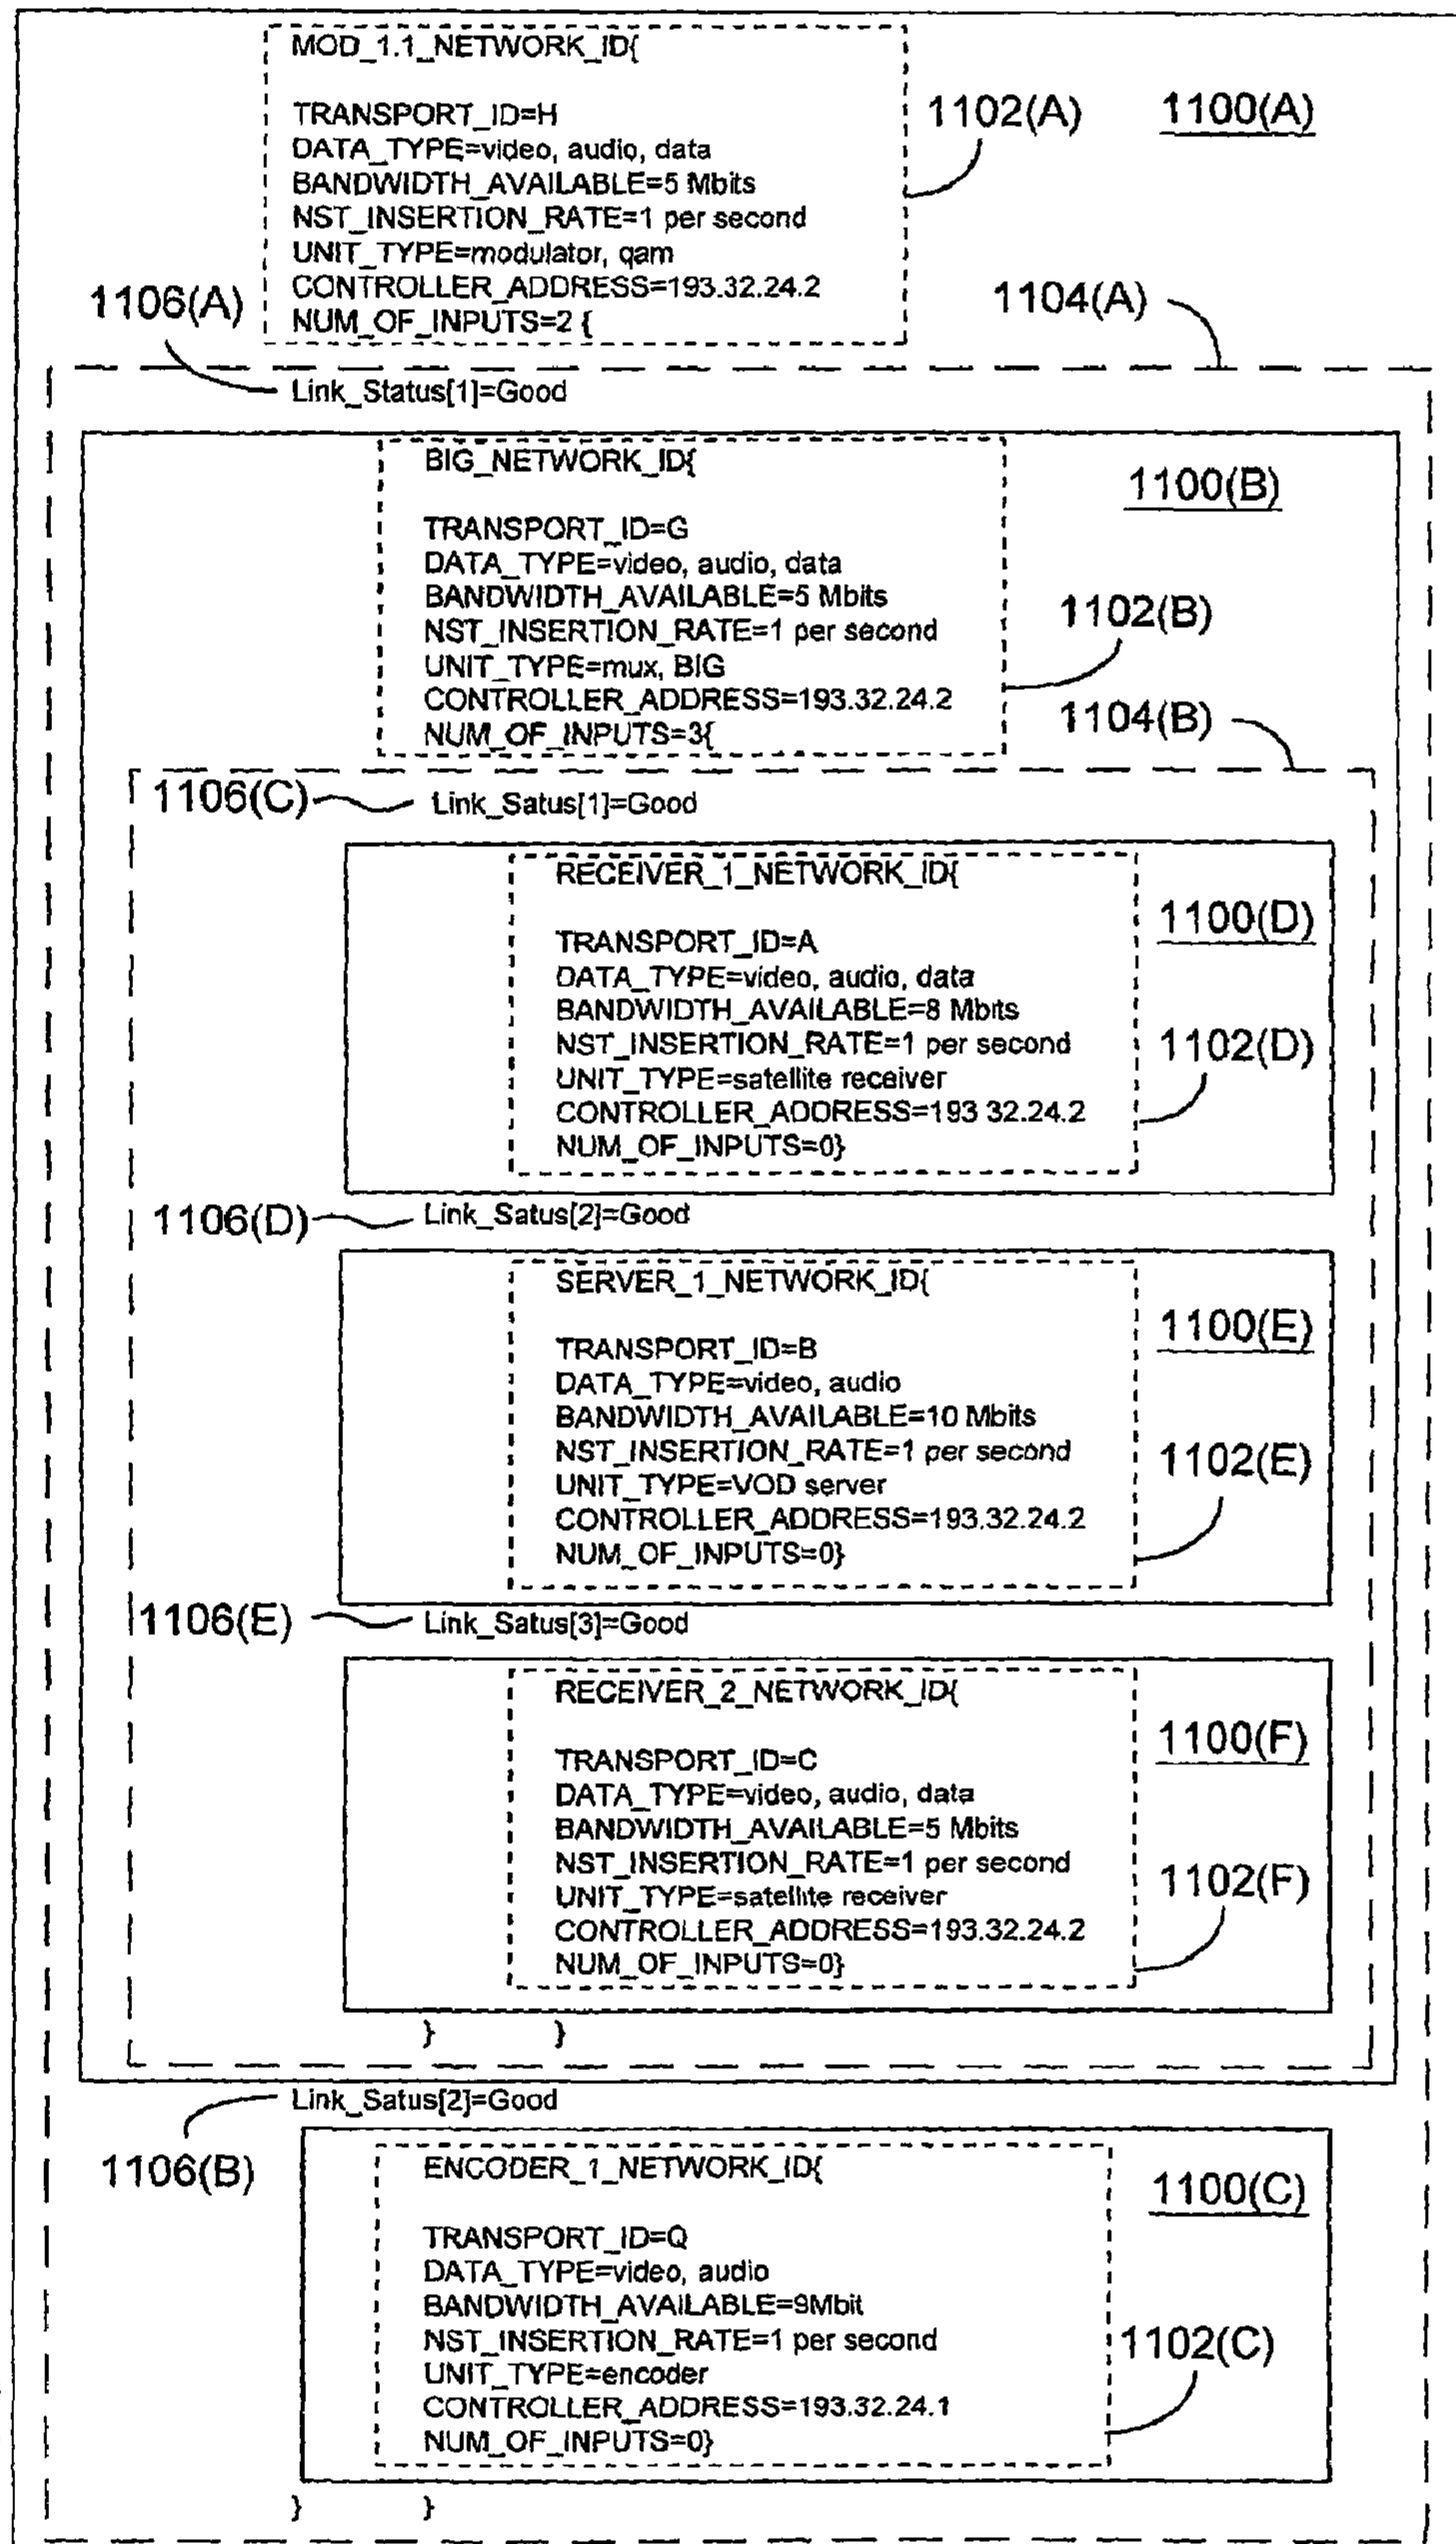 MOD_1.1_NETWORK_ID{
TRANSPORT_ID=H
DATA_TYPE=video, audio, data
BANDWIDTH_AVAILABLE=5 Mbits
NST_INSERTION_RATE=1 per second
UNIT_TYPE=modulator, qam
CONTROLLER_ADDRESS=193.32.24.2
NUM_OF_INPUTS=2 {
1102(A)
1100(A)
1106(A)
1104(A)
Link_Status[1]=Good
BIG_NETWORK_ID{
TRANSPORT_ID=G
DATA_TYPE=video, audio, data
BANDWIDTH_AVAILABLE=5 Mbits
NST_INSERTION_RATE=1 per second
UNIT_TYPE=mux, BIG
CONTROLLER_ADDRESS=193.32.24.2
NUM_OF_INPUTS=3{
1100(B)
1102(B)
1104(B)
1106(C)
Link_Satus[1]=Good
RECEIVER_1_NETWORK_ID{
TRANSPORT_ID=A
DATA_TYPE=video, audio, data
BANDWIDTH_AVAILABLE=8 Mbits
NST_INSERTION_RATE=1 per second
UNIT_TYPE=satellite receiver
CONTROLLER_ADDRESS=193 32.24.2
NUM_OF_INPUTS=0}
1100(D)
1102(D)
1106(D)
Link_Satus[2]=Good
SERVER_1_NETWORK_ID{
TRANSPORT_ID=B
DATA_TYPE=video, audio
BANDWIDTH_AVAILABLE=10 Mbits
NST_INSERTION_RATE=1 per second
UNIT_TYPE=VOD server
CONTROLLER_ADDRESS=193.32.24.2
NUM_OF_INPUTS=0}
1100(E)
1102(E)
1106(E)
Link_Satus[3]=Good
RECEIVER_2_NETWORK_ID{
TRANSPORT_ID=C
DATA_TYPE=video, audio, data
BANDWIDTH_AVAILABLE=5 Mbits
NST_INSERTION_RATE=1 per second
UNIT_TYPE=satellite receiver
CONTROLLER_ADDRESS=193.32.24.2
NUM_OF_INPUTS=0}
1100(F)
1102(F)
} }
Link_Satus[2]=Good
1106(B)
ENCODER_1_NETWORK_ID{
TRANSPORT_ID=Q
DATA_TYPE=video, audio
BANDWIDTH_AVAILABLE=9Mbit
NST_INSERTION_RATE=1 per second
UNIT_TYPE=encoder
CONTROLLER_ADDRESS=193.32.24.1
NUM_OF_INPUTS=0}
1100(C)
1102(C)
} }